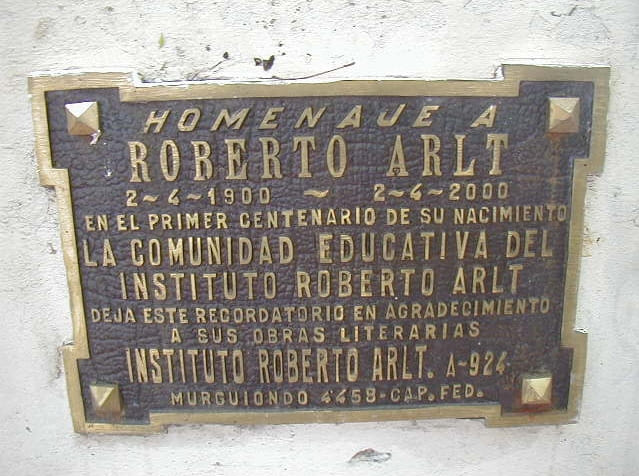 HOMENAJE A
ROBERTO ARLT
2-4-1900 ~ 2-4-2000
EN EL PRIMER CENTENARIO DE SU NACIMIENTO
LA COMUNIDAD EDUCATIVA DEL
INSTITUTO ROBERTO ARLT
DEJA ESTE RECORDATORIO EN AGRADECIMIENTO
A SUS OBRAS LITERARIAS
INSTITUTO ROBERTO ARLT. A-924
MURGUIONDO 4458-CAP. FED.